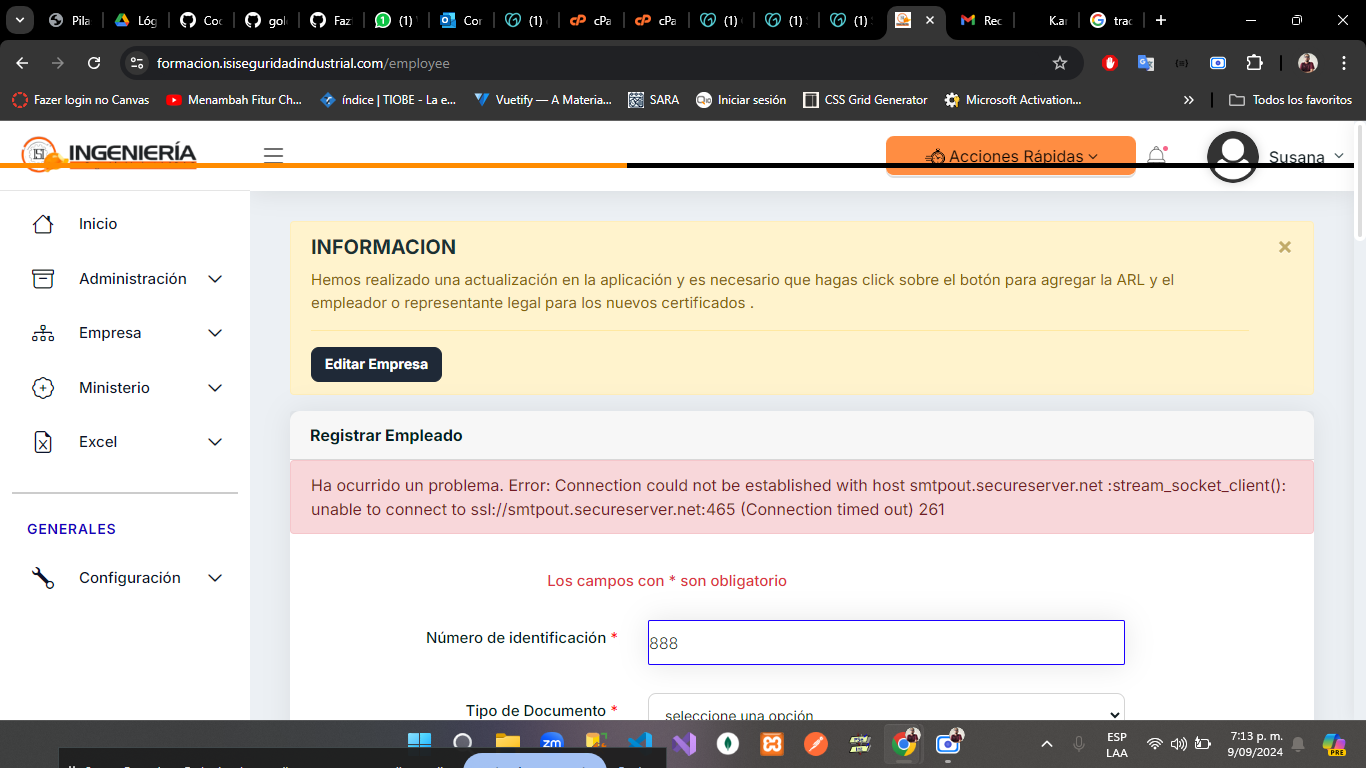 Pila
Lóg
Coc
gol
Faz
(1)
Cor
(1)
cPa
cPa
(1)
(1)
(1)
Rec
K.ar
trac
formacion.isiseguridadindustrial.com/employee
Fazer login no Canvas
Menambah Fitur Ch...
índice | TIOBE - La e...
Vuetify — A Materia...
SARA
Iniciar sesión
CSS Grid Generator
Microsoft Activation...
Todos los favoritos
INGENIERÍA
Acciones Rápidas
Susana
Inicio
Administración
Empresa
Ministerio
Excel
GENERALES
Configuración
INFORMACION
Hemos realizado una actualización en la aplicación y es necesario que hagas click sobre el botón para agregar la ARL y el
empleador o representante legal para los nuevos certificados .
Editar Empresa
Registrar Empleado
Ha ocurrido un problema. Error: Connection could not be established with host smtpout.secureserver.net :stream_socket_client():
unable to connect to ssl://smtpout.secureserver.net:465 (Connection timed out) 261
Los campos con * son obligatorio
Número de identificación *
888
Tipo de Documento *
seleccione una opción
zm
ESP
LAA
7:13 p. m.
9/09/2024
PRE